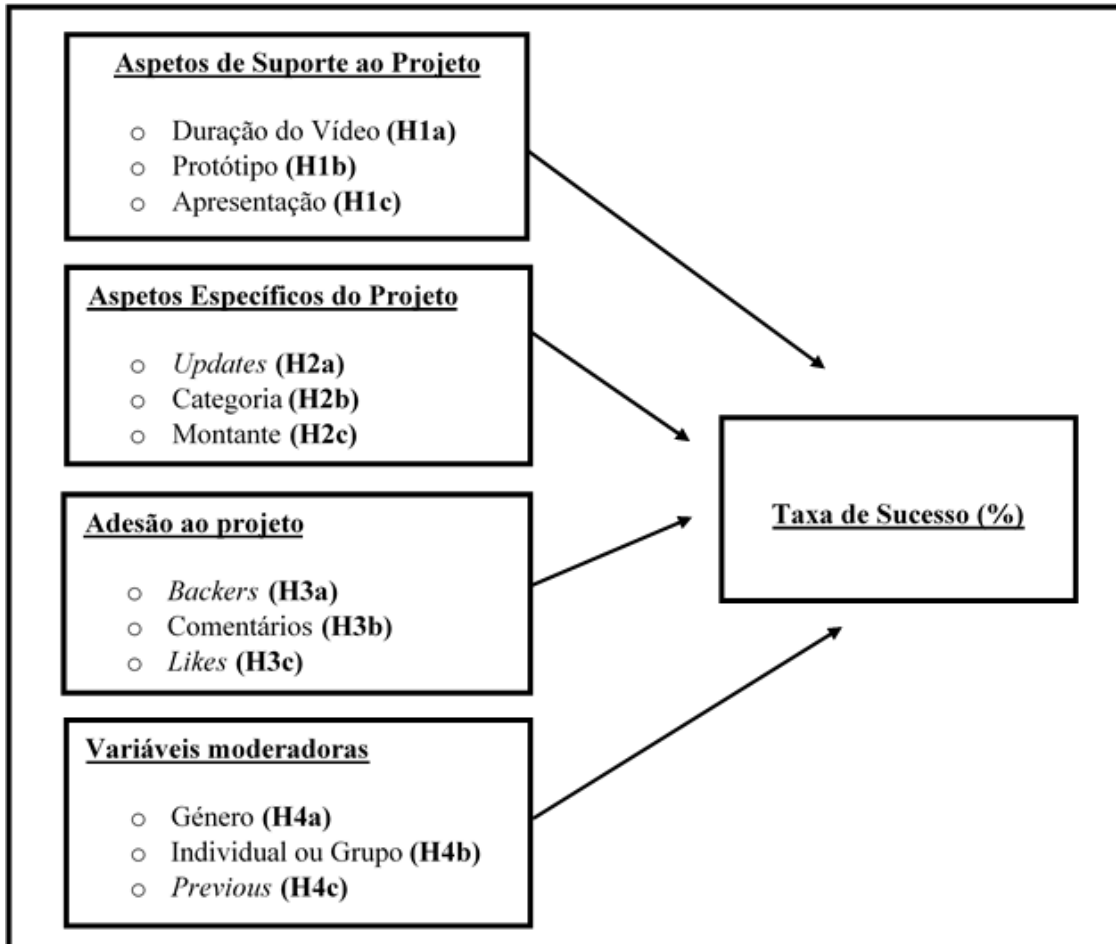 Aspetos de Suporte ao Projeto
o Duração do Vídeo (H1a)
o Protótipo (H1b)
o Apresentação (H1c)
Aspetos Específicos do Projeto
o Updates (H2a)
o Categoria (H2b)
o Montante (H2c)
Adesão ao projeto
o Backers (H3a)
o Comentários (H3b)
o Likes (H3c)
Variáveis moderadoras
o Género (H4a)
o Individual ou Grupo (H4b)
o Previous (H4c)
Taxa de Sucesso (%)